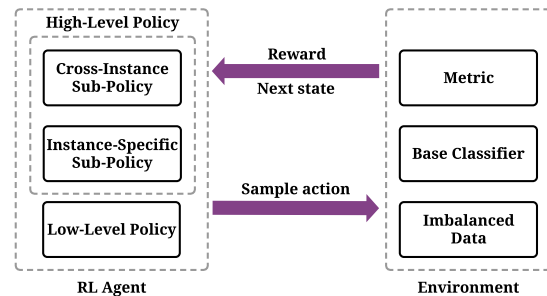 High-Level Policy
Cross-Instance
Sub-Policy
Instance-Specific
Sub-Policy
Low-Level Policy
RL Agent
Reward
Next state
Sample action
Metric
Base Classifier
Imbalanced
Data
Environment